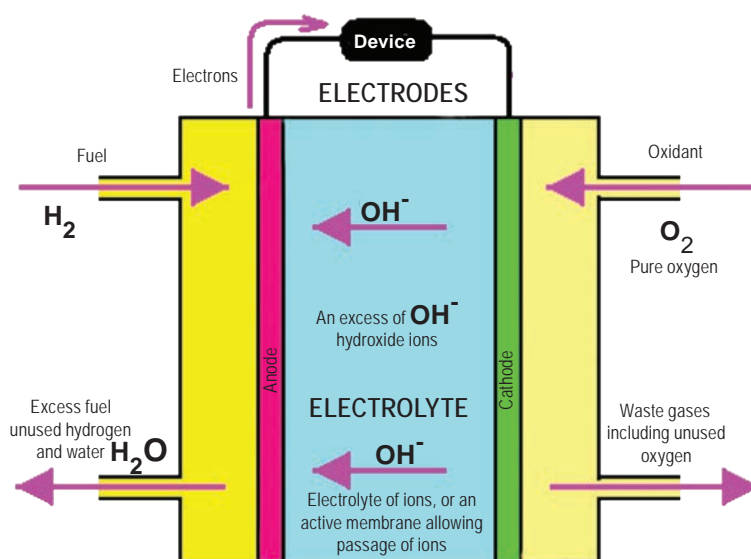 Device
Electrons
ELECTRODES
Fuel
H₂
Oxidant
O₂
Pure oxygen
OH⁻
An excess of OH⁻
hydroxide ions
Anode
Cathode
ELECTROLYTE
OH⁻
Electrolyte of ions, or an
active membrane allowing
passage of ions
Excess fuel
unused hydrogen
and water H₂O
Waste gases
including unused
oxygen